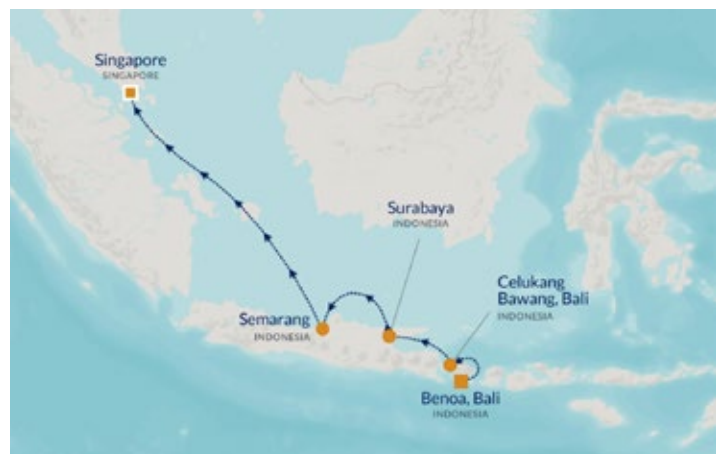 Singapore
SINGAPORE
Surabaya
INDONESIA
Celukang
Bawang, Bali
INDONESIA
Semarang
INDONESIA
Benoa, Bali
INDONESIA